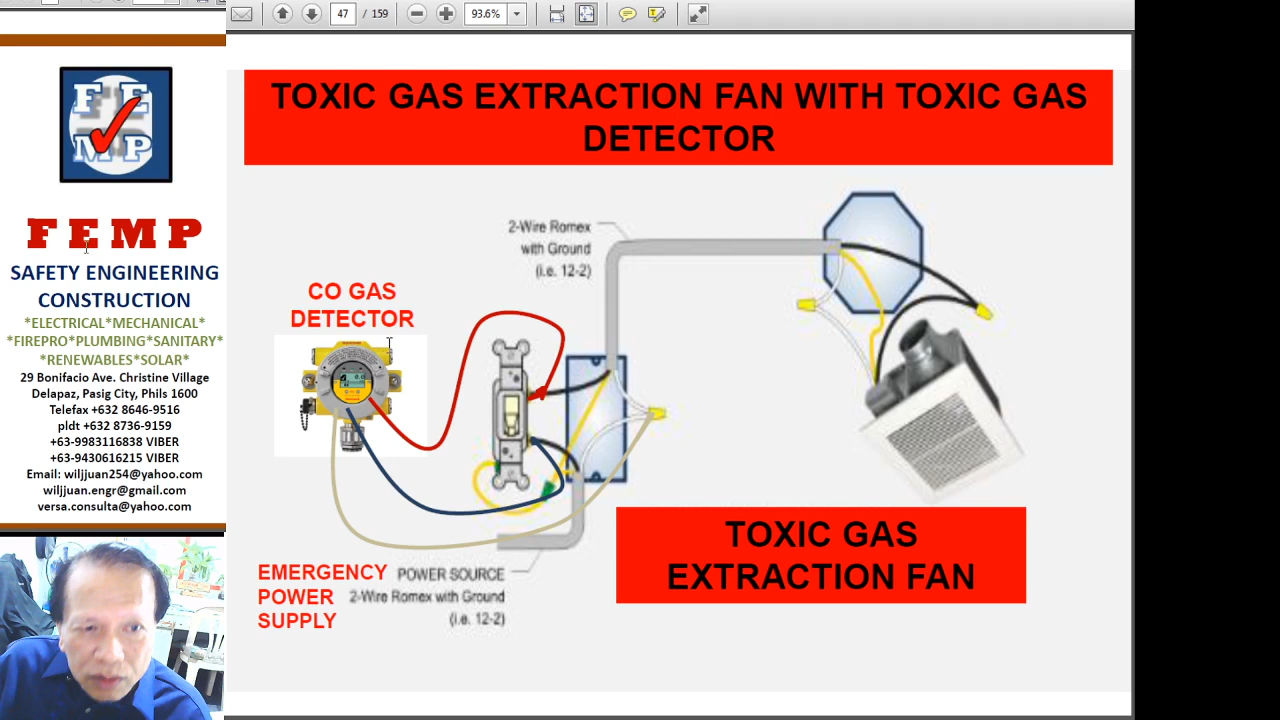 47 / 159
93.6%
F E
M P
FEMP
SAFETY ENGINEERING
CONSTRUCTION
*ELECTRICAL*MECHANICAL*
*FIREPRO*PLUMBING*SANITARY*
*RENEWABLES*SOLAR*
29 Bonifacio Ave. Christine Village
Delapaz, Pasig City, Phils 1600
Telefax +632 8646-9516
pldt +632 8736-9159
+63-9983116838 VIBER
+63-9430616215 VIBER
Email: wiljjuan254@yahoo.com
wiljjuan.engr@gmail.com
versa.consulta@yahoo.com
TOXIC GAS EXTRACTION FAN WITH TOXIC GAS
DETECTOR
2-Wire Romex
with Ground
(i.e. 12-2)
CO GAS
DETECTOR
TOXIC GAS
EXTRACTION FAN
EMERGENCY
POWER
SUPPLY
POWER SOURCE
2-Wire Romex with Ground
(i.e. 12-2)